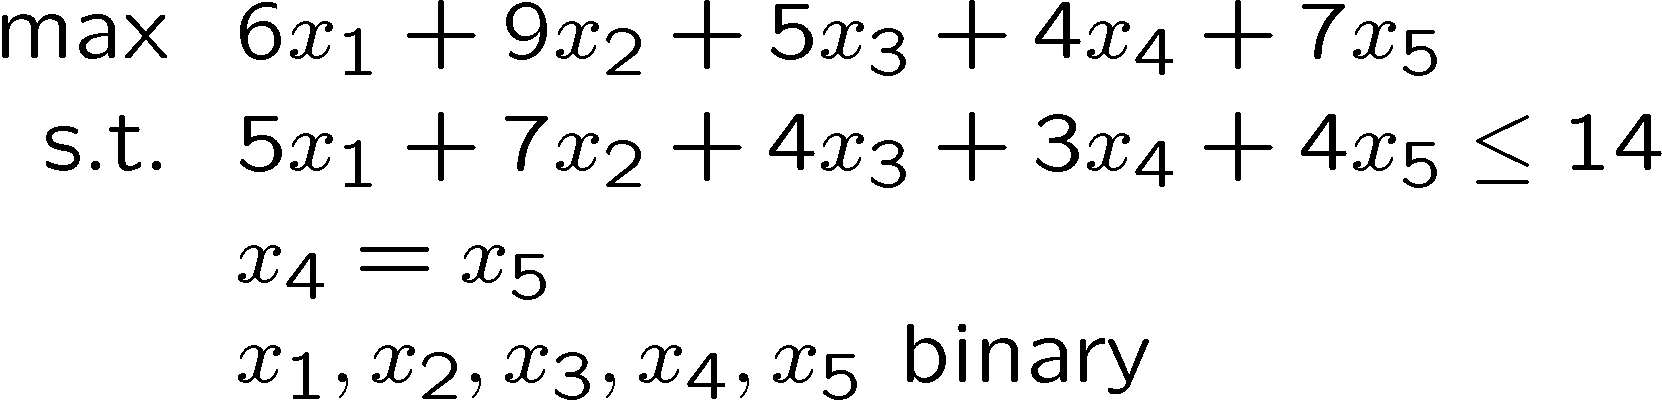 max 6x₁ + 9x₂ + 5x₃ + 4x₄ + 7x₅
s.t. 5x₁ + 7x₂ + 4x₃ + 3x₄ + 4x₅ ≤ 14
x₄ = x₅
x₁, x₂, x₃, x₄, x₅ binary